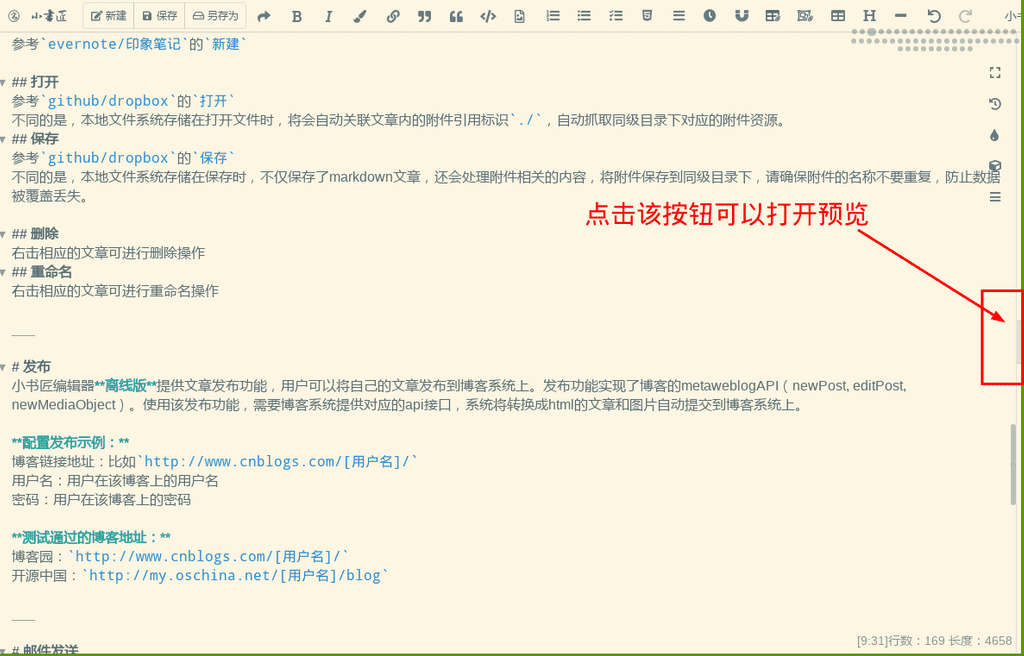 小书匠 新建 保存 另存为 小书
参考`evernote/印象笔记`的`新建`
## 打开
参考`github/dropbox`的`打开`
不同的是，本地文件系统存储在打开文件时，将会自动关联文章内的附件引用标识`./`，自动抓取同级目录下对应的附件资源。
## 保存
参考`github/dropbox`的`保存`
不同的是，本地文件系统存储在保存时，不仅保存了markdown文章，还会处理附件相关的内容，将附件保存到同级目录下，请确保附件的名称不要重复，防止数据
被覆盖丢失。
点击该按钮可以打开预览
## 删除
右击相应的文章可进行删除操作
## 重命名
右击相应的文章可进行重命名操作
___
# 发布
小书匠编辑器**离线版**提供文章发布功能，用户可以将自己的文章发布到博客系统上。发布功能实现了博客的metaweblogAPI（newPost, editPost,
newMediaObject）。使用该发布功能，需要博客系统提供对应的api接口，系统将转换成html的文章和图片自动提交到博客系统上。
**配置发布示例：**
博客链接地址：比如`http://www.cnblogs.com/[用户名]/`
用户名：用户在该博客上的用户名
密码：用户在该博客上的密码
**测试通过的博客地址：**
博客园：`http://www.cnblogs.com/[用户名]/`
开源中国：`http://my.oschina.net/[用户名]/blog`
___
[9:31]行数：169 长度：4658
# 邮件发送